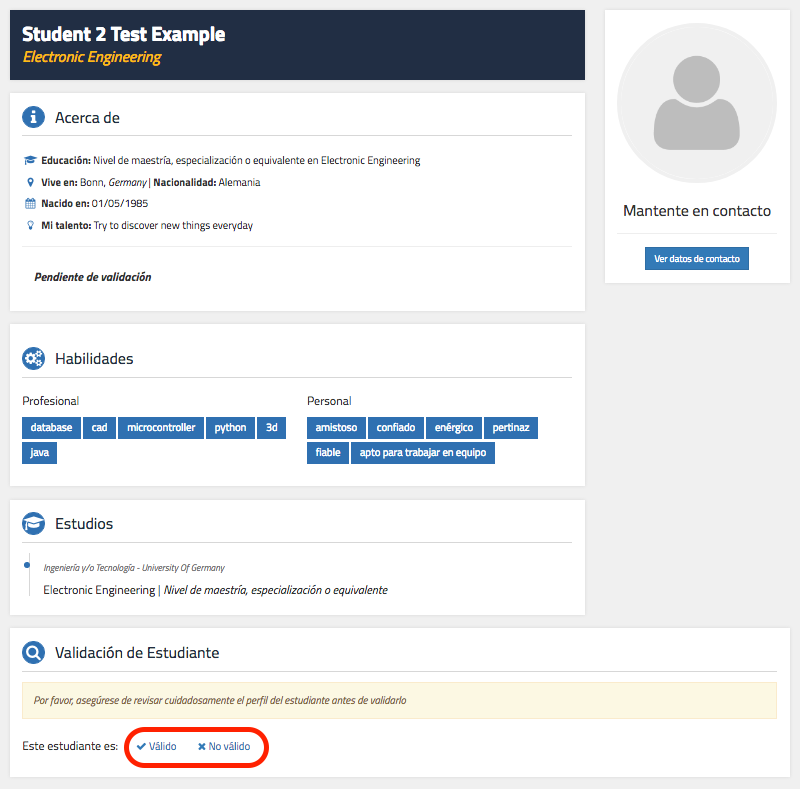 Student 2 Test Example
Electronic Engineering
Acerca de
Educación: Nivel de maestría, especialización o equivalente en Electronic Engineering
Vive en: Bonn, Germany | Nacionalidad: Alemania
Nacido en: 01/05/1985
Mi talento: Try to discover new things everyday
Pendiente de validación
Mantente en contacto
Ver datos de contacto
Habilidades
Profesional
database cad microcontroller python 3d
java
Personal
amistoso confiado enérgico pertinaz
fiable apto para trabajar en equipo
Estudios
Ingeniería y/o Tecnología - University Of Germany
Electronic Engineering | Nivel de maestría, especialización o equivalente
Validación de Estudiante
Por favor, asegúrese de revisar cuidadosamente el perfil del estudiante antes de validarlo
Este estudiante es: Válido No válido